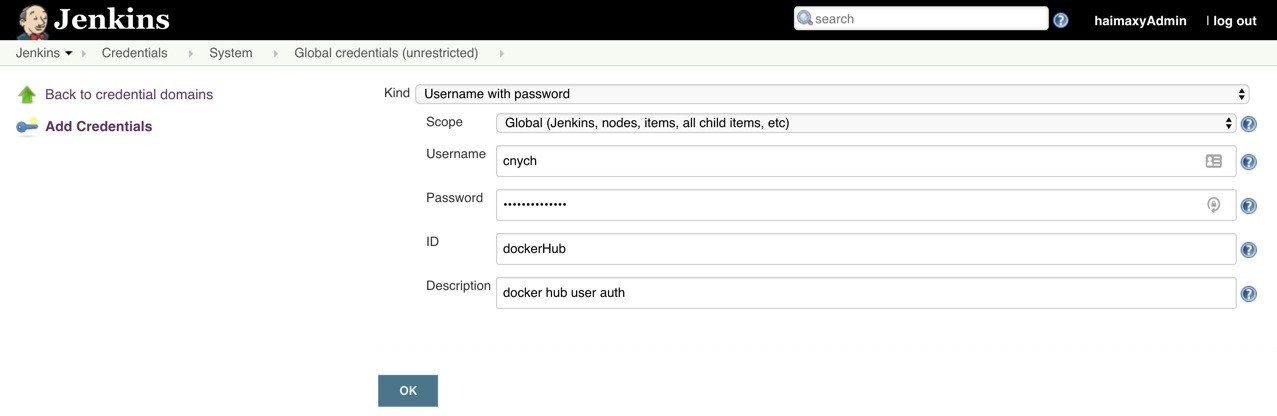 Jenkins
search
haimaxyAdmin
| log out
Jenkins
Credentials
System
Global credentials (unrestricted)
Back to credential domains
Add Credentials
Kind
Username with password
Scope
Global (Jenkins, nodes, items, all child items, etc)
Username
cnych
Password
••••••••••••••
ID
dockerHub
Description
docker hub user auth
OK